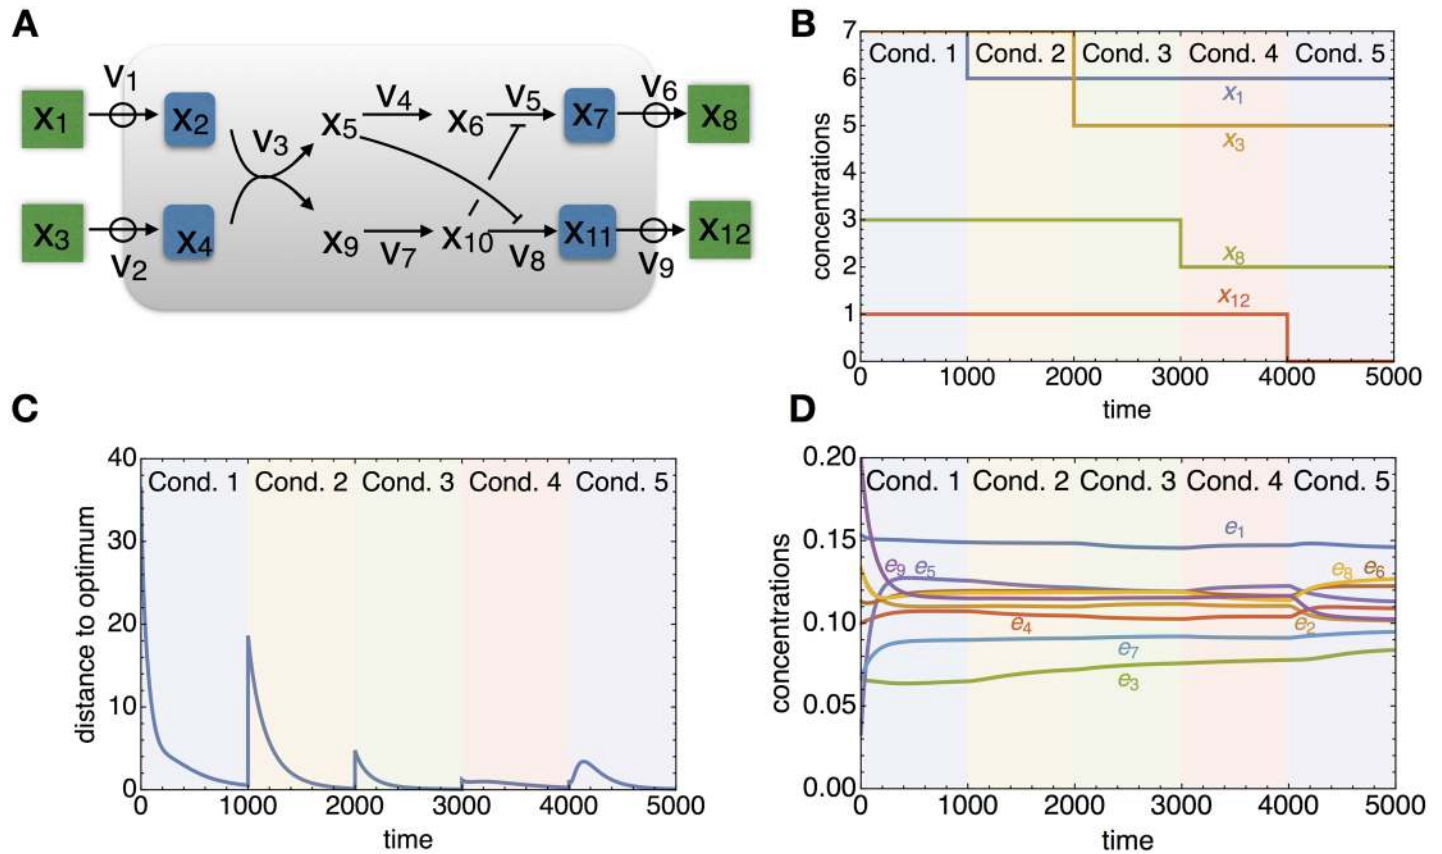 A
V1
V6
X1
X2
V4
V5
X7
X8
X5
X6
V3
X3
X4
X9
X10
X11
X12
V2
V7
V8
V9
B
7
6
5
4
3
2
1
0
concentrations
Cond. 1
Cond. 2
Cond. 3
Cond. 4
Cond. 5
x1
x3
x8
x12
0
1000
2000
3000
4000
5000
time
C
40
30
20
10
0
distance to optimum
Cond. 1
Cond. 2
Cond. 3
Cond. 4
Cond. 5
0
1000
2000
3000
4000
5000
time
D
0.20
0.15
0.10
0.05
0.00
concentrations
Cond. 1
Cond. 2
Cond. 3
Cond. 4
Cond. 5
e1
e9
e5
e8
e6
e4
e2
e7
e3
0
1000
2000
3000
4000
5000
time